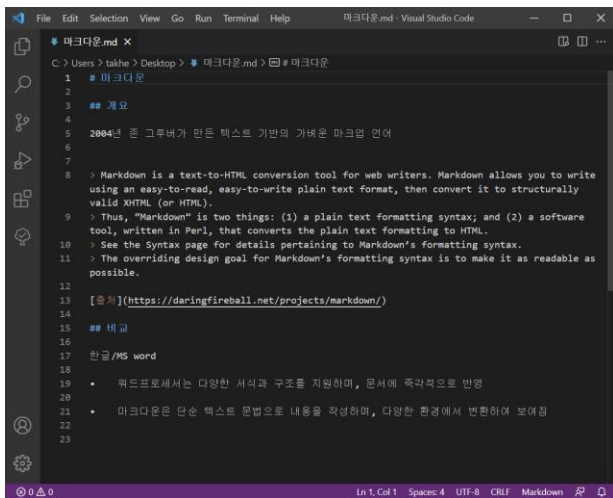 File Edit Selection View Go Run Terminal Help 마크다운.md - Visual Studio Code
마크다운.md ×
C: > Users > takhe > Desktop > 마크다운.md > # 마크다운
1 # 마크다운
2
3 ## 개요
4
5 2004년 존 그루버가 만든 텍스트 기반의 가벼운 마크업 언어
6
7
8 > Markdown is a text-to-HTML conversion tool for web writers. Markdown allows you to write
using an easy-to-read, easy-to-write plain text format, then convert it to structurally
valid XHTML (or HTML).
9 > Thus, “Markdown” is two things: (1) a plain text formatting syntax; and (2) a software
tool, written in Perl, that converts the plain text formatting to HTML.
10 > See the Syntax page for details pertaining to Markdown’s formatting syntax.
11 > The overriding design goal for Markdown’s formatting syntax is to make it as readable as
possible.
12
13 [출처](https://daringfireball.net/projects/markdown/)
14
15 ## 비교
16
17 한글/MS word
18
19 • 워드프로세서는 다양한 서식과 구조를 지원하며, 문서에 즉각적으로 반영
20
21 • 마크다운은 단순 텍스트 문법으로 내용을 작성하며, 다양한 환경에서 변환하여 보여짐
22
23
0 0 Ln 1, Col 1 Spaces: 4 UTF-8 CRLF Markdown